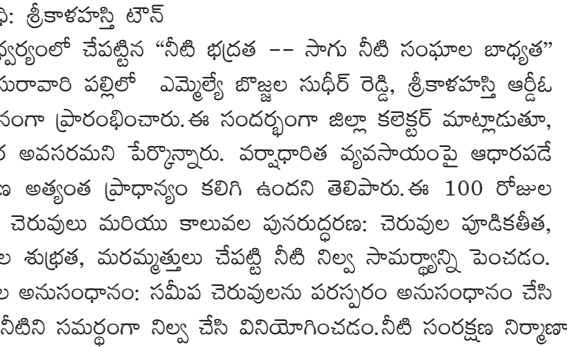 ధి: శ్రీకాళహస్తి టౌన్
ధ్వర్యంలో చేపట్టిన “నీటి భద్రత -- సాగు నీటి సంఘాల బాధ్యత”
సురావారి పల్లిలో ఎమ్మెల్యే బొజ్జల సుధీర్ రెడ్డి, శ్రీకాళహస్తి ఆర్డీఓ
నంగా ప్రారంభించారు.ఈ సందర్భంగా జిల్లా కలెక్టర్ మాట్లాడుతూ,
ర అవసరమని పేర్కొన్నారు. వర్షాధారిత వ్యవసాయంపై ఆధారపడే
ణ అత్యంత ప్రాధాన్యం కలిగి ఉందని తెలిపారు.ఈ 100 రోజుల
చెరువులు మరియు కాలువల పునరుద్ధరణ: చెరువుల పూడికతీత,
ల శుభ్రత, మరమ్మత్తులు చేపట్టి నీటి నిల్వ సామర్థ్యాన్ని పెంచడం.
ల అనుసంధానం: సమీప చెరువులను పరస్పరం అనుసంధానం చేసి
నీటిని సమర్థంగా నిల్వ చేసి వినియోగించడం.నీటి సంరక్షణ నిర్మాణా